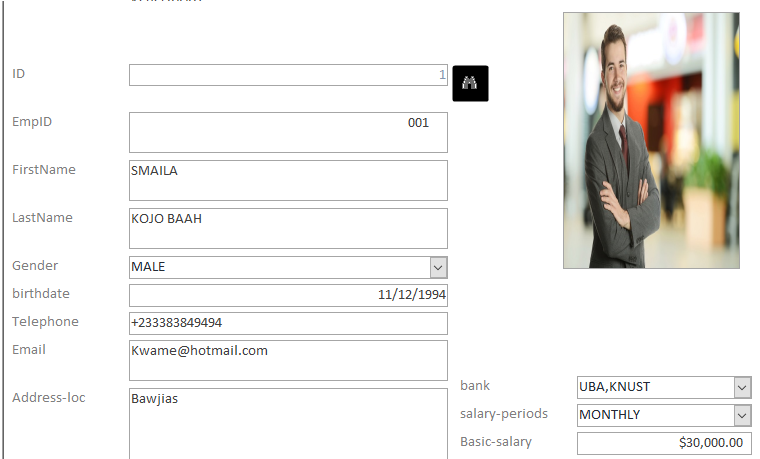 ID 1
EmpID 001
FirstName SMAILA
LastName KOJO BAAH
Gender MALE
birthdate 11/12/1994
Telephone +233383849494
Email Kwame@hotmail.com
Address-loc Bawjias
bank UBA,KNUST
salary-periods MONTHLY
Basic-salary $30,000.00